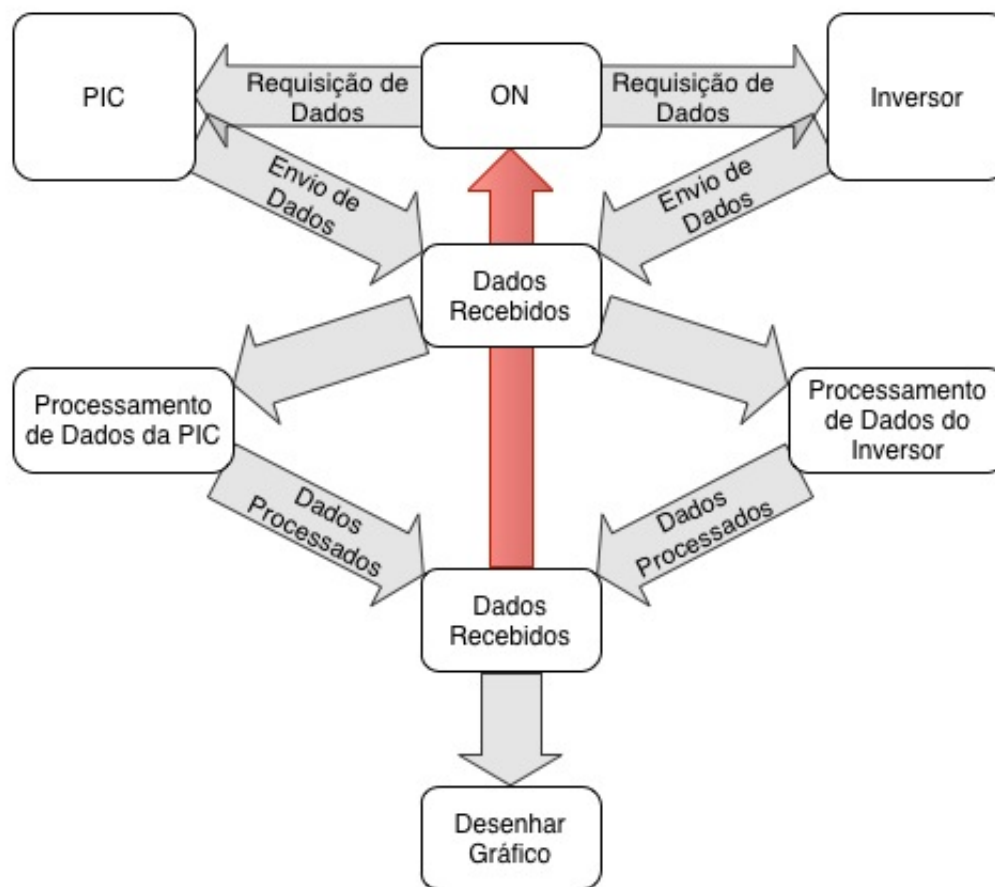 PIC
Requisição de
Dados
ON
Requisição de
Dados
Inversor
Envio de
Dados
Envio de
Dados
Dados
Recebidos
Processamento
de Dados da PIC
Processamento
de Dados do
Inversor
Dados
Processados
Dados
Processados
Dados
Recebidos
Desenhar
Gráfico